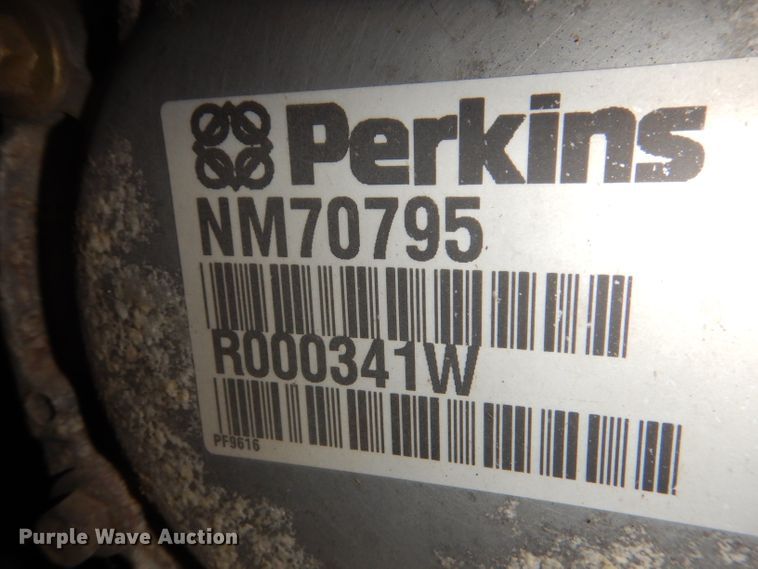 Perkins
NM70795
R000341W
PF9616
Purple Wave Auction®